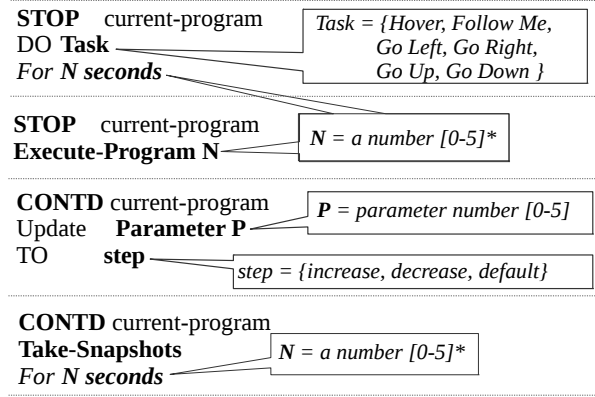 STOP current-program
DO Task
For N seconds
Task = {Hover, Follow Me,
Go Left, Go Right,
Go Up, Go Down }
STOP current-program
Execute-Program N
N = a number [0-5]*
CONTD current-program
Update Parameter P
TO step
P = parameter number [0-5]
step = {increase, decrease, default}
CONTD current-program
Take-Snapshots
For N seconds
N = a number [0-5]*